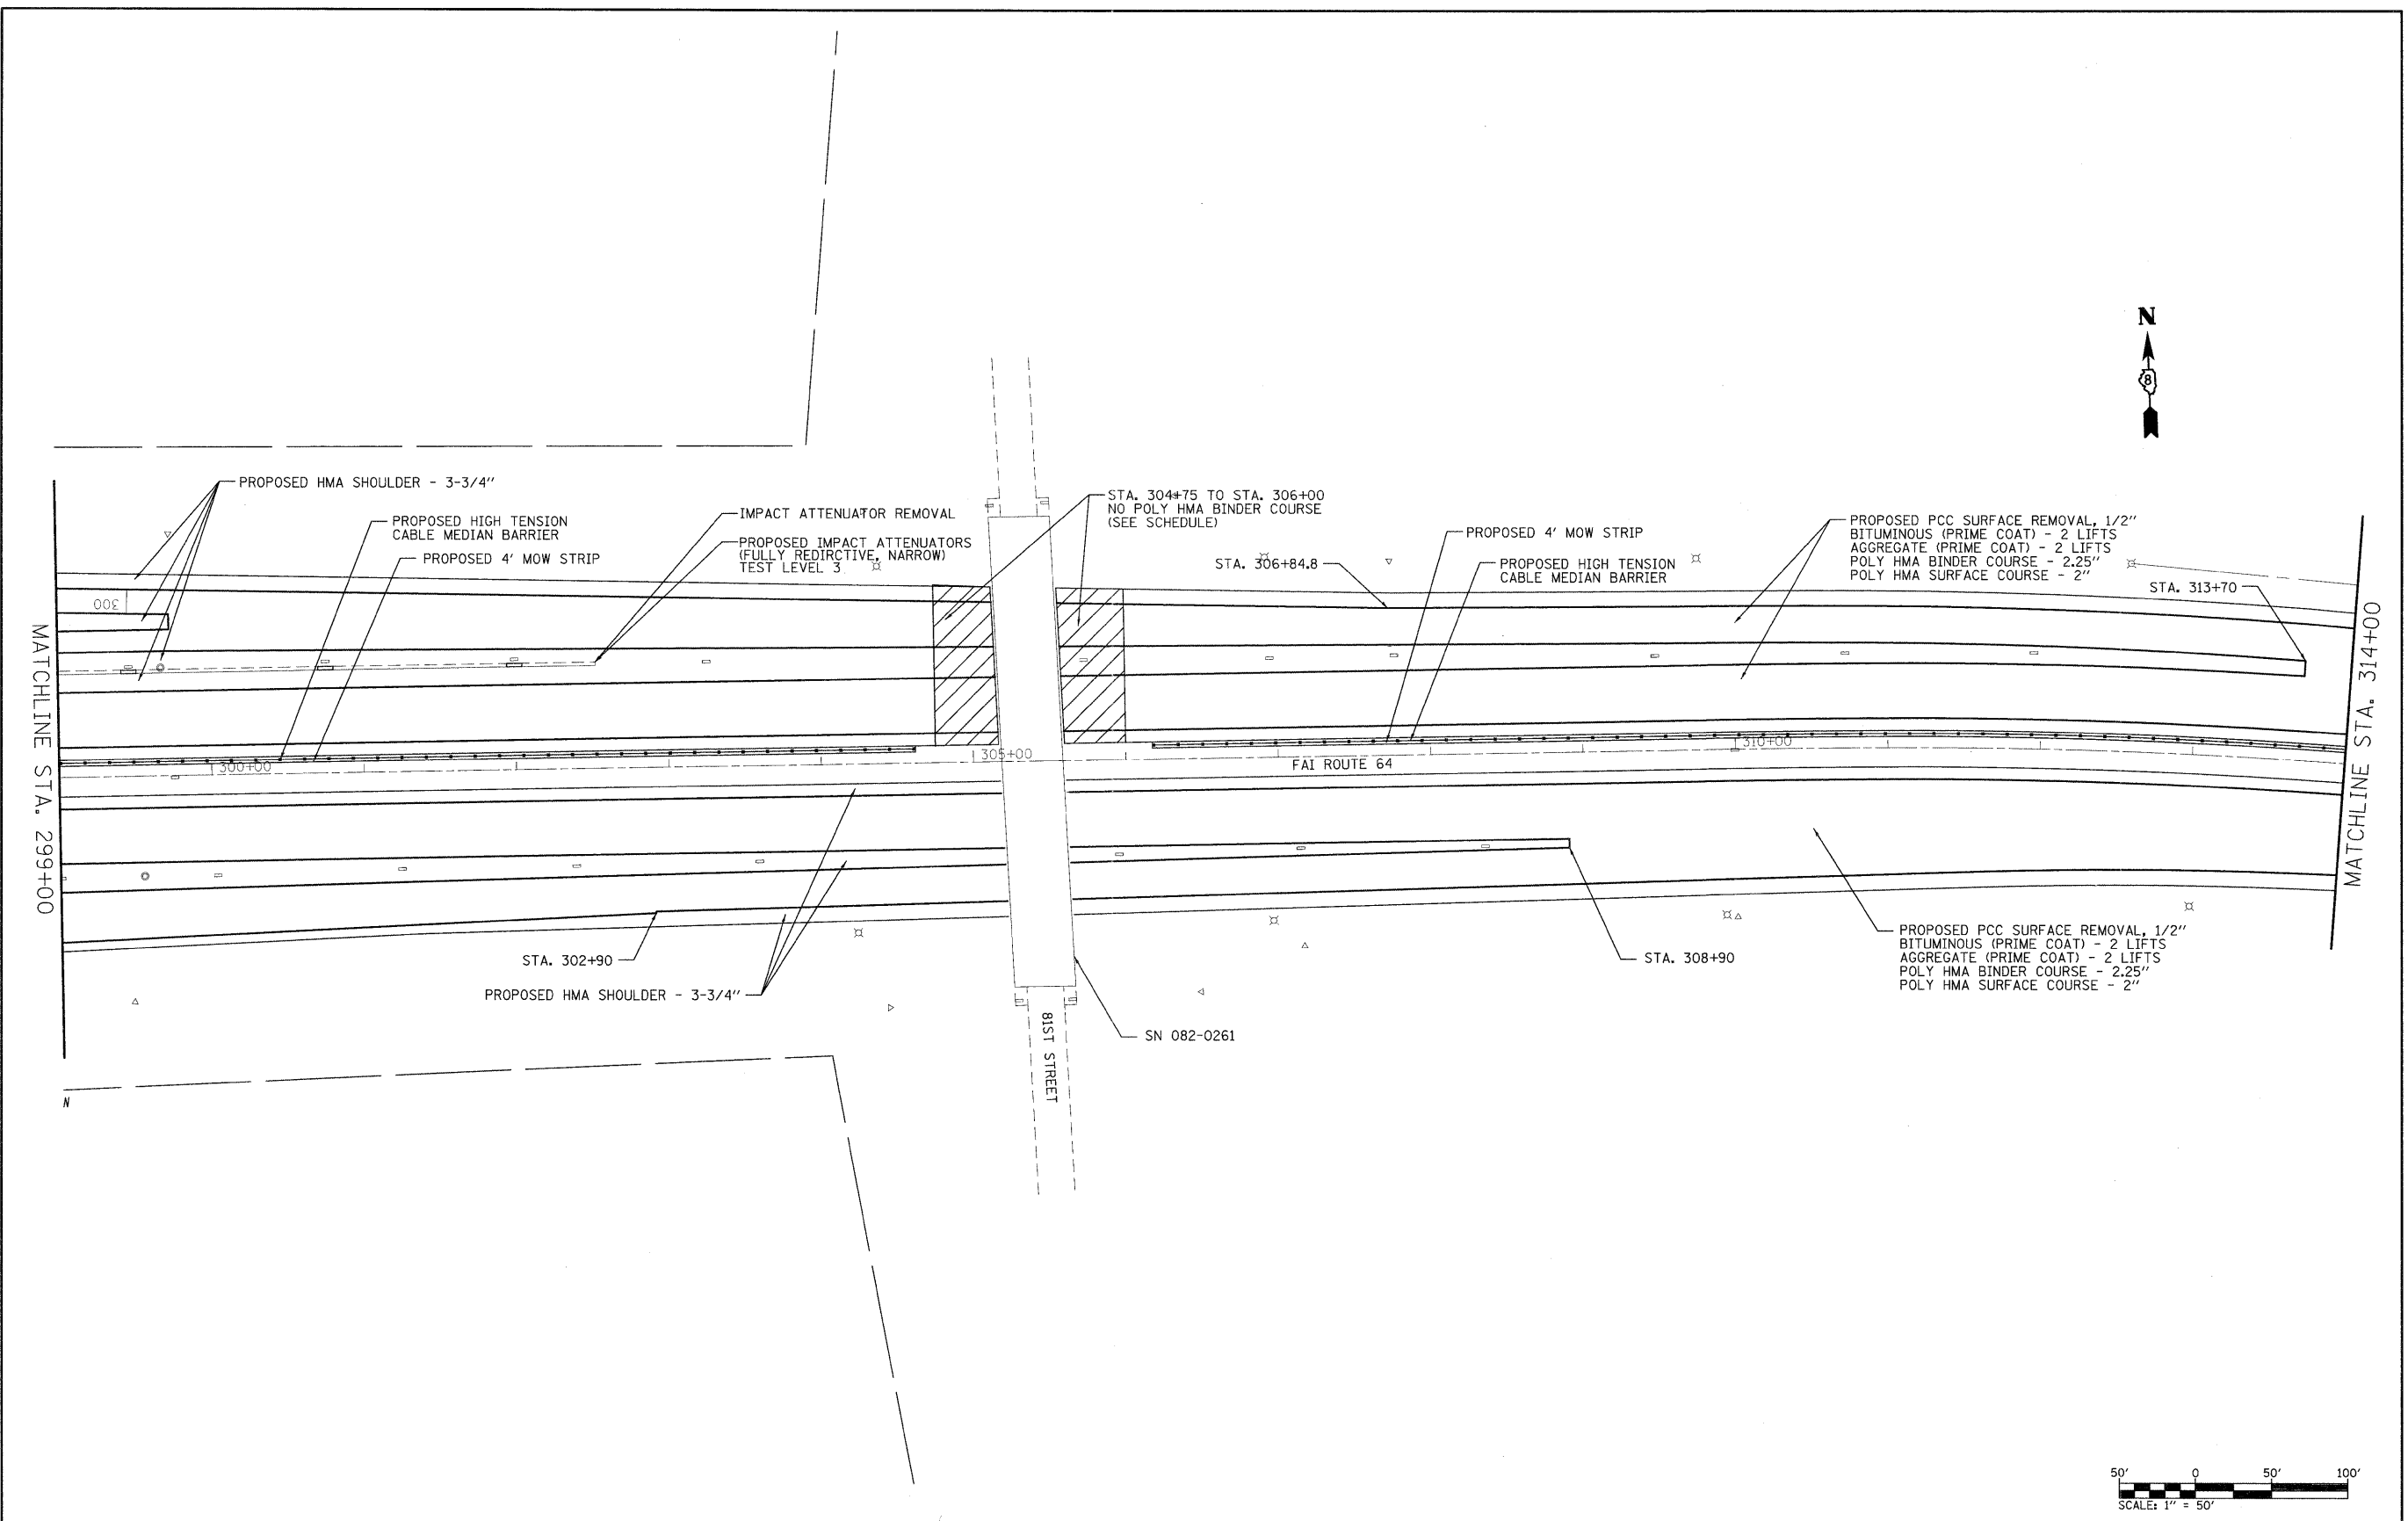 N
8
PROPOSED HMA SHOULDER - 3-3/4"
PROPOSED HIGH TENSION
CABLE MEDIAN BARRIER
PROPOSED 4' MOW STRIP
IMPACT ATTENUATOR REMOVAL
PROPOSED IMPACT ATTENUATORS
(FULLY REDIRCTIVE, NARROW)
TEST LEVEL 3
STA. 304+75 TO STA. 306+00
NO POLY HMA BINDER COURSE
(SEE SCHEDULE)
STA. 306+84.8
PROPOSED 4' MOW STRIP
PROPOSED HIGH TENSION
CABLE MEDIAN BARRIER
PROPOSED PCC SURFACE REMOVAL, 1/2"
BITUMINOUS (PRIME COAT) - 2 LIFTS
AGGREGATE (PRIME COAT) - 2 LIFTS
POLY HMA BINDER COURSE - 2.25"
POLY HMA SURFACE COURSE - 2"
STA. 313+70
300
MATCHLINE STA. 299+00
MATCHLINE STA. 314+00
300+00
305+00
310+00
FAI ROUTE 64
STA. 302+90
PROPOSED HMA SHOULDER - 3-3/4"
STA. 308+90
PROPOSED PCC SURFACE REMOVAL, 1/2"
BITUMINOUS (PRIME COAT) - 2 LIFTS
AGGREGATE (PRIME COAT) - 2 LIFTS
POLY HMA BINDER COURSE - 2.25"
POLY HMA SURFACE COURSE - 2"
SN 082-0261
81ST STREET
N
50' 0 50' 100'
SCALE: 1" = 50'